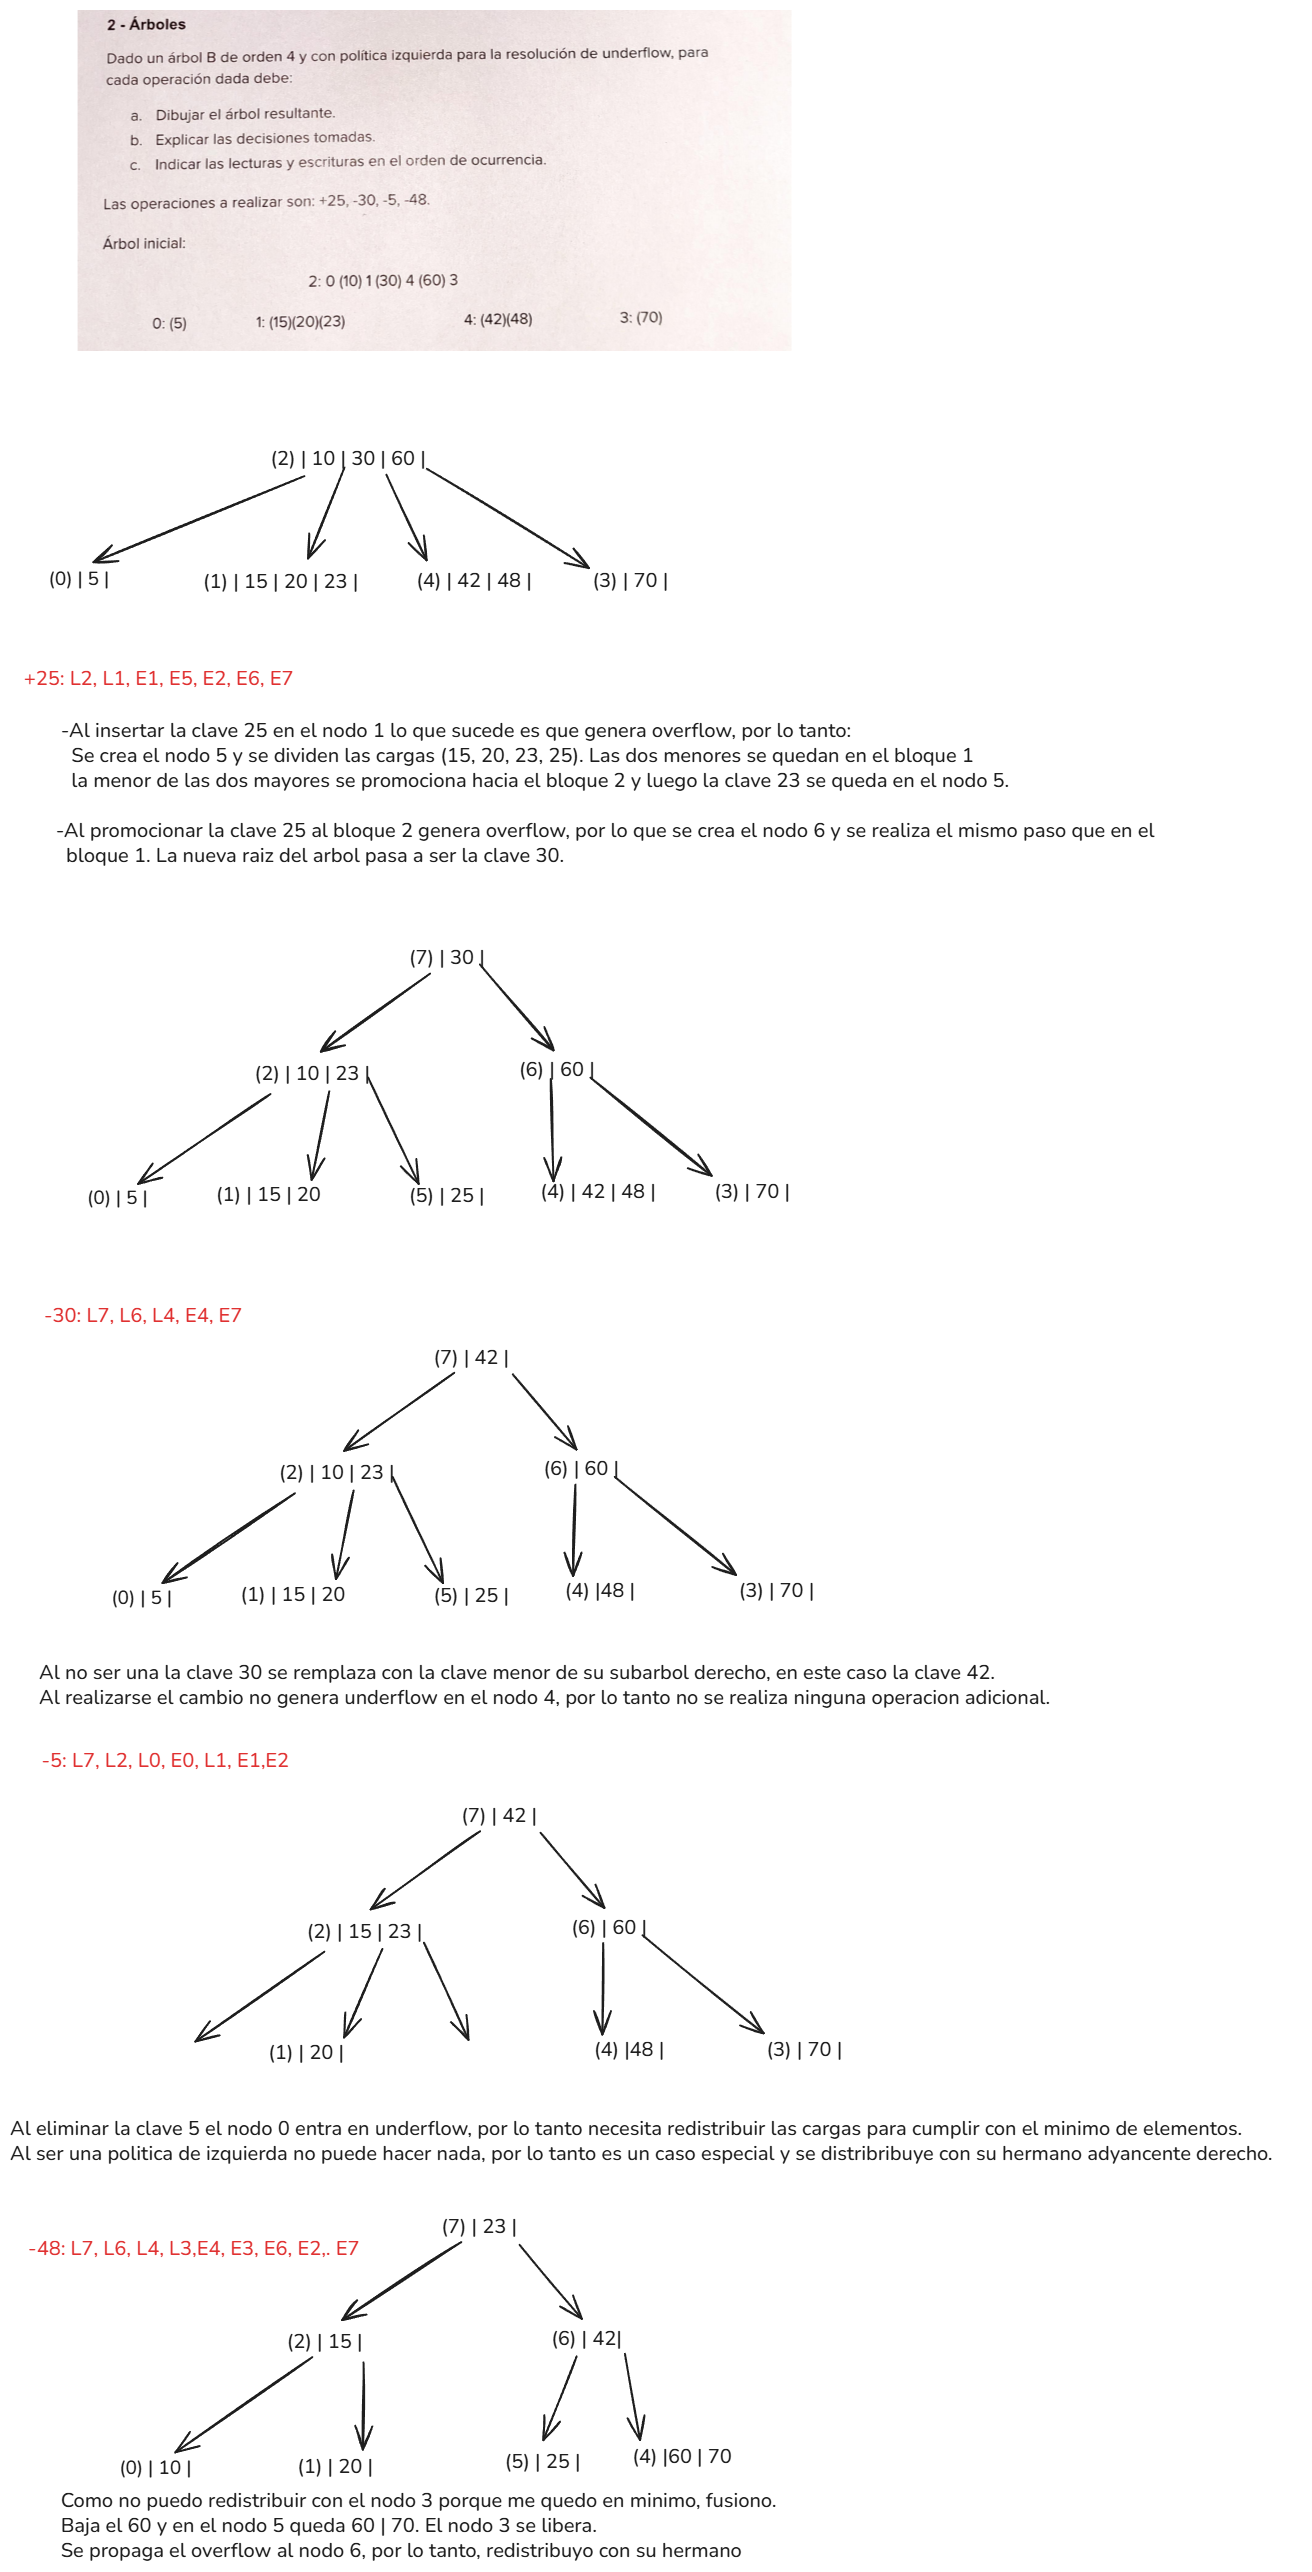 2 - Árboles
Dado un árbol B de orden 4 y con política izquierda para la resolución de underflow, para
cada operación dada debe:
a. Dibujar el árbol resultante.
b. Explicar las decisiones tomadas.
c. Indicar las lecturas y escrituras en el orden de ocurrencia.
Las operaciones a realizar son: +25, -30, -5, -48.
Árbol inicial:
2: 0 (10) 1 (30) 4 (60) 3
0: (5) 1: (15)(20)(23) 4: (42)(48) 3: (70)
(2) | 10 | 30 | 60 |
(0) | 5 | (1) | 15 | 20 | 23 | (4) | 42 | 48 | (3) | 70 |
+25: L2, L1, E1, E5, E2, E6, E7
-Al insertar la clave 25 en el nodo 1 lo que sucede es que genera overflow, por lo tanto:
Se crea el nodo 5 y se dividen las cargas (15, 20, 23, 25). Las dos menores se quedan en el bloque 1
la menor de las dos mayores se promociona hacia el bloque 2 y luego la clave 23 se queda en el nodo 5.
-Al promocionar la clave 25 al bloque 2 genera overflow, por lo que se crea el nodo 6 y se realiza el mismo paso que en el
bloque 1. La nueva raiz del arbol pasa a ser la clave 30.
(7) | 30 |
(2) | 10 | 23 | (6) | 60 |
(0) | 5 | (1) | 15 | 20 (5) | 25 | (4) | 42 | 48 | (3) | 70 |
-30: L7, L6, L4, E4, E7
(7) | 42 |
(2) | 10 | 23 | (6) | 60 |
(0) | 5 | (1) | 15 | 20 (5) | 25 | (4) |48 | (3) | 70 |
Al no ser una la clave 30 se remplaza con la clave menor de su subarbol derecho, en este caso la clave 42.
Al realizarse el cambio no genera underflow en el nodo 4, por lo tanto no se realiza ninguna operacion adicional.
-5: L7, L2, L0, E0, L1, E1,E2
(7) | 42 |
(2) | 15 | 23 | (6) | 60 |
(1) | 20 | (4) |48 | (3) | 70 |
Al eliminar la clave 5 el nodo 0 entra en underflow, por lo tanto necesita redistribuir las cargas para cumplir con el minimo de elementos.
Al ser una politica de izquierda no puede hacer nada, por lo tanto es un caso especial y se distribribuye con su hermano adyancente derecho.
(7) | 23 |
-48: L7, L6, L4, L3,E4, E3, E6, E2,. E7
(2) | 15 | (6) | 42|
(0) | 10 | (1) | 20 | (5) | 25 | (4) |60 | 70
Como no puedo redistribuir con el nodo 3 porque me quedo en minimo, fusiono.
Baja el 60 y en el nodo 5 queda 60 | 70. El nodo 3 se libera.
Se propaga el overflow al nodo 6, por lo tanto, redistribuyo con su hermano